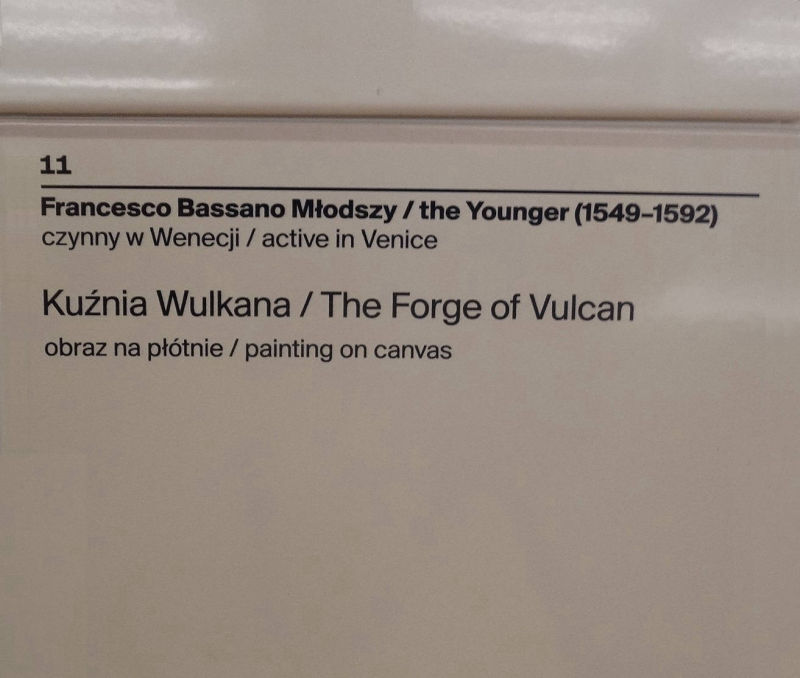 11
Francesco Bassano Młodszy / the Younger (1549–1592)
czynny w Wenecji / active in Venice
Kuźnia Wulkana / The Forge of Vulcan
obraz na płótnie / painting on canvas